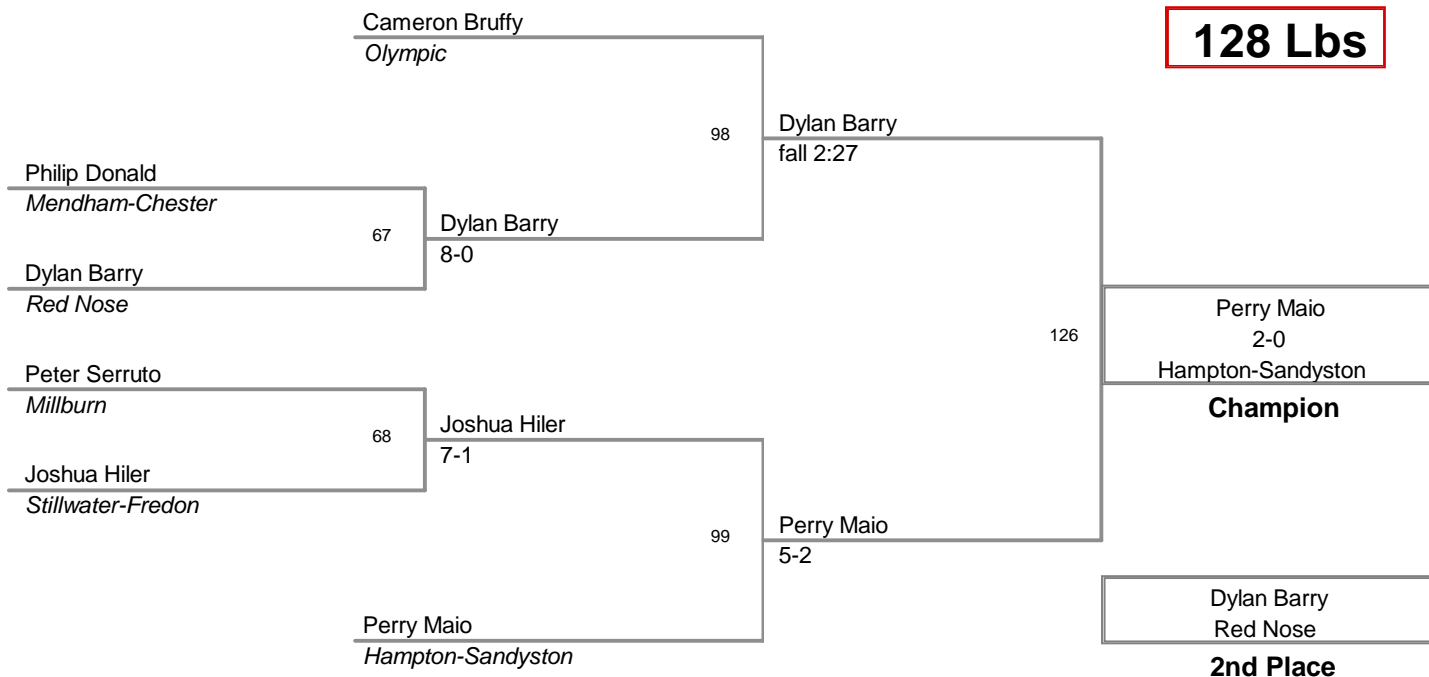 Cameron Bruffy
Olympic
128 Lbs
98
Dylan Barry
fall 2:27
Philip Donald
Mendham-Chester
67
Dylan Barry
8-0
Dylan Barry
Red Nose
126
Perry Maio
2-0
Hampton-Sandyston
Champion
Peter Serruto
Millburn
68
Joshua Hiler
7-1
Joshua Hiler
Stillwater-Fredon
99
Perry Maio
5-2
Perry Maio
Hampton-Sandyston
Dylan Barry
Red Nose
2nd Place